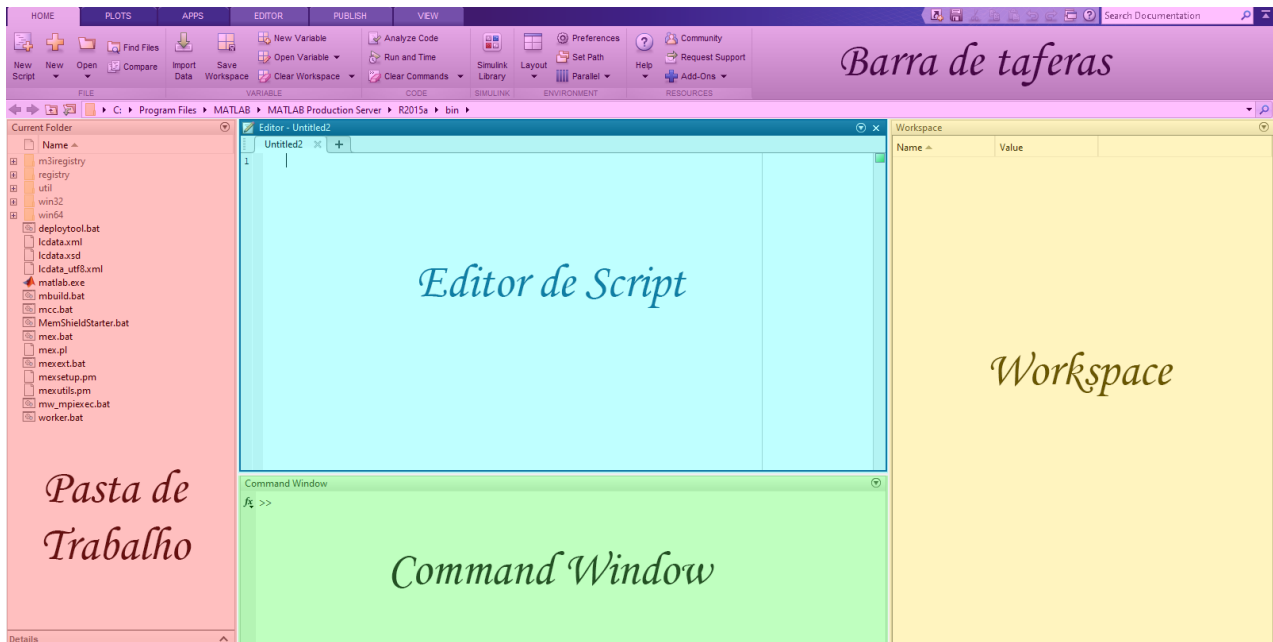 HOME PLOTS APPS EDITOR PUBLISH VIEW Search Documentation
New Script
New
Open
Find Files
Compare
Import Data
Save Workspace
New Variable
Open Variable
Clear Workspace
Analyze Code
Run and Time
Clear Commands
Simulink Library
Layout
Preferences
Set Path
Parallel
Help
Community
Request Support
Add-Ons
FILE VARIABLE CODE SIMULINK ENVIRONMENT RESOURCES
Barra de taferas
C: Program Files MATLAB MATLAB Production Server R2015a bin
Current Folder
Name
m3iregistry
registry
util
win32
win64
deploytool.bat
lcdata.xml
lcdata.xsd
lcdata_utf8.xml
matlab.exe
mbuild.bat
mcc.bat
MemShieldStarter.bat
mex.bat
mex.pl
mexext.bat
mexsetup.pm
mexutils.pm
mw_mpiexec.bat
worker.bat
Pasta de
Trabalho
Details
Editor - Untitled2
Untitled2 +
1
Editor de Script
Command Window
fx >>
Command Window
Workspace
Name Value
Workspace